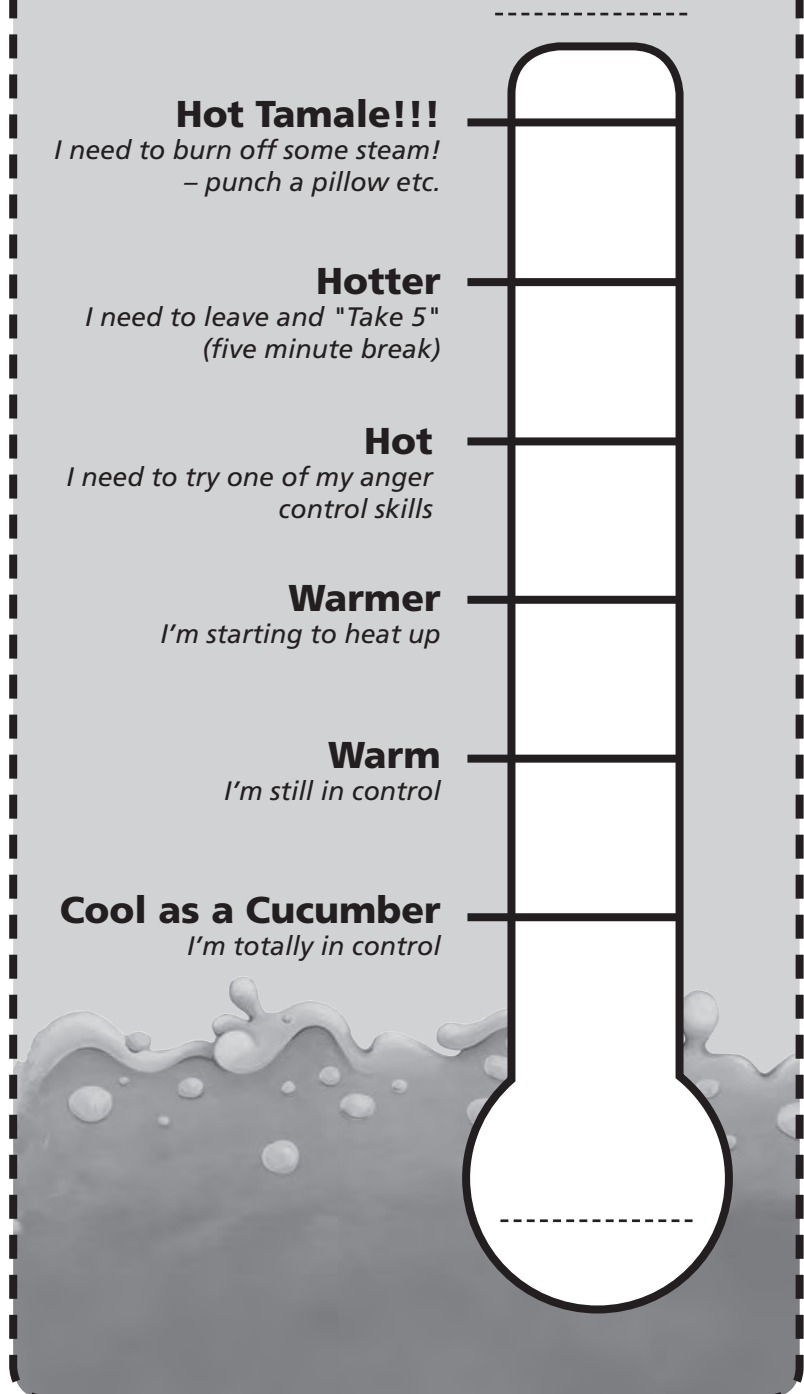 Hot Tamale!!!
I need to burn off some steam!
– punch a pillow etc.
Hotter
I need to leave and "Take 5"
(five minute break)
Hot
I need to try one of my anger
control skills
Warmer
I’m starting to heat up
Warm
I’m still in control
Cool as a Cucumber
I’m totally in control